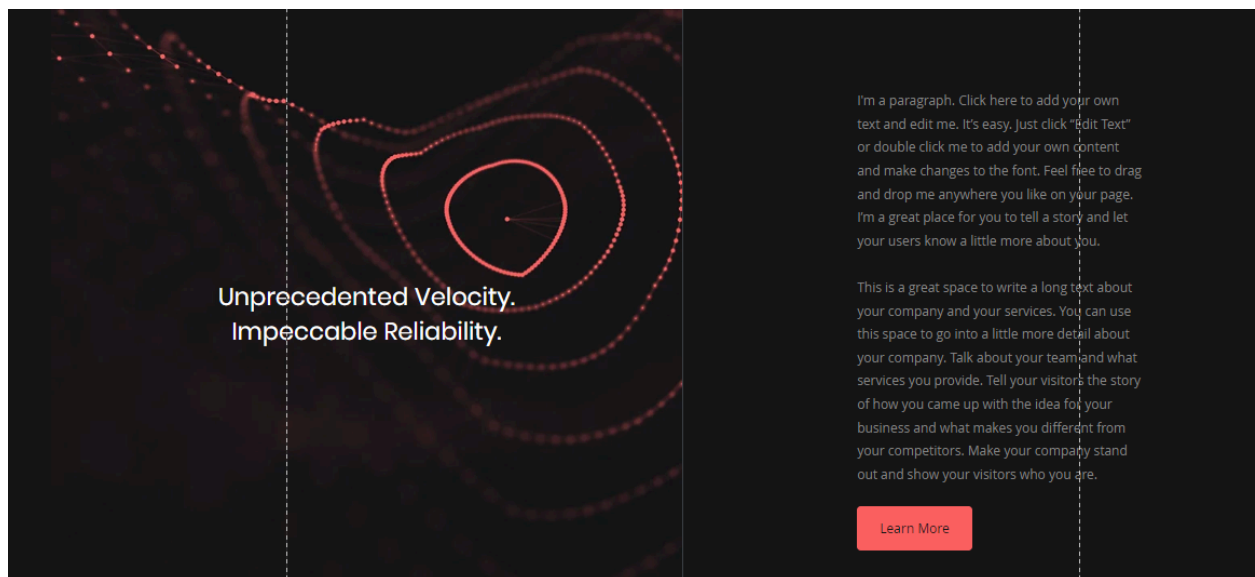 Unprecedented Velocity.
Impeccable Reliability.
I'm a paragraph. Click here to add your own
text and edit me. It's easy. Just click “Edit Text”
or double click me to add your own content
and make changes to the font. Feel free to drag
and drop me anywhere you like on your page.
I'm a great place for you to tell a story and let
your users know a little more about you.
This is a great space to write a long text about
your company and your services. You can use
this space to go into a little more detail about
your company. Talk about your team and what
services you provide. Tell your visitors the story
of how you came up with the idea for your
business and what makes you different from
your competitors. Make your company stand
out and show your visitors who you are.
Learn More